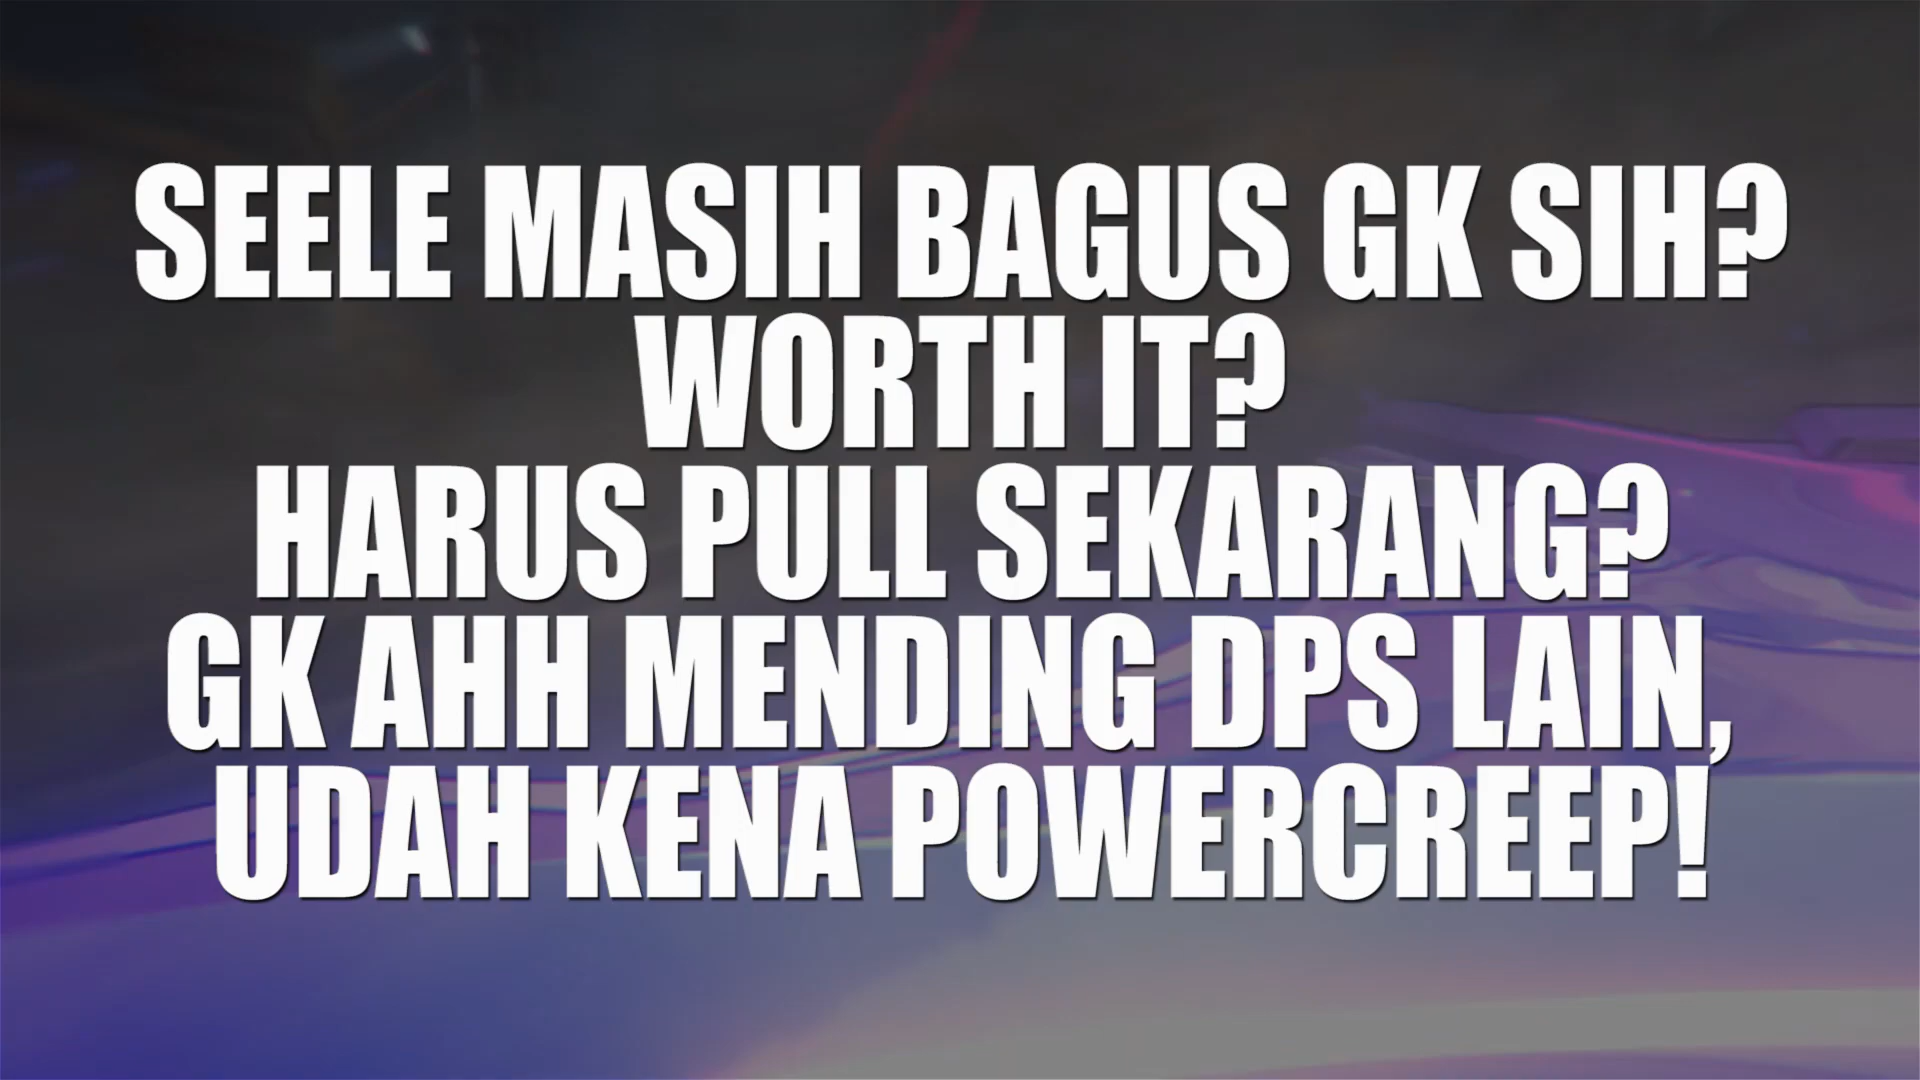 SEELE MASIH BAGUS GK SIH?
WORTH IT?
HARUS PULL SEKARANG?
GK AHH MENDING DPS LAIN,
UDAH KENA POWERCREEP!